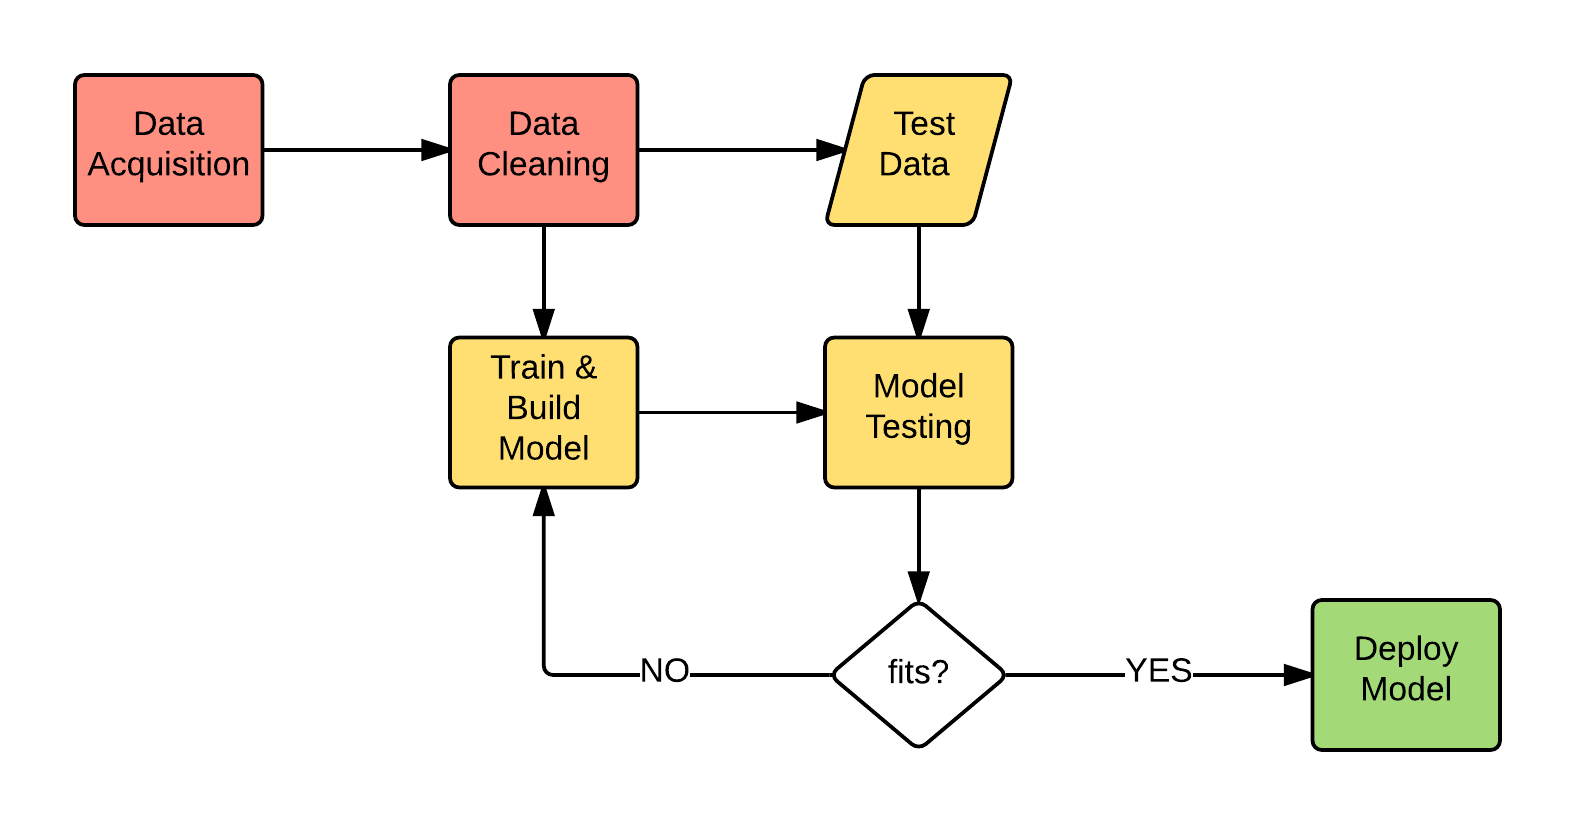 Data
Acquisition
Data
Cleaning
Test
Data
Train &
Build
Model
Model
Testing
fits?
NO
YES
Deploy
Model